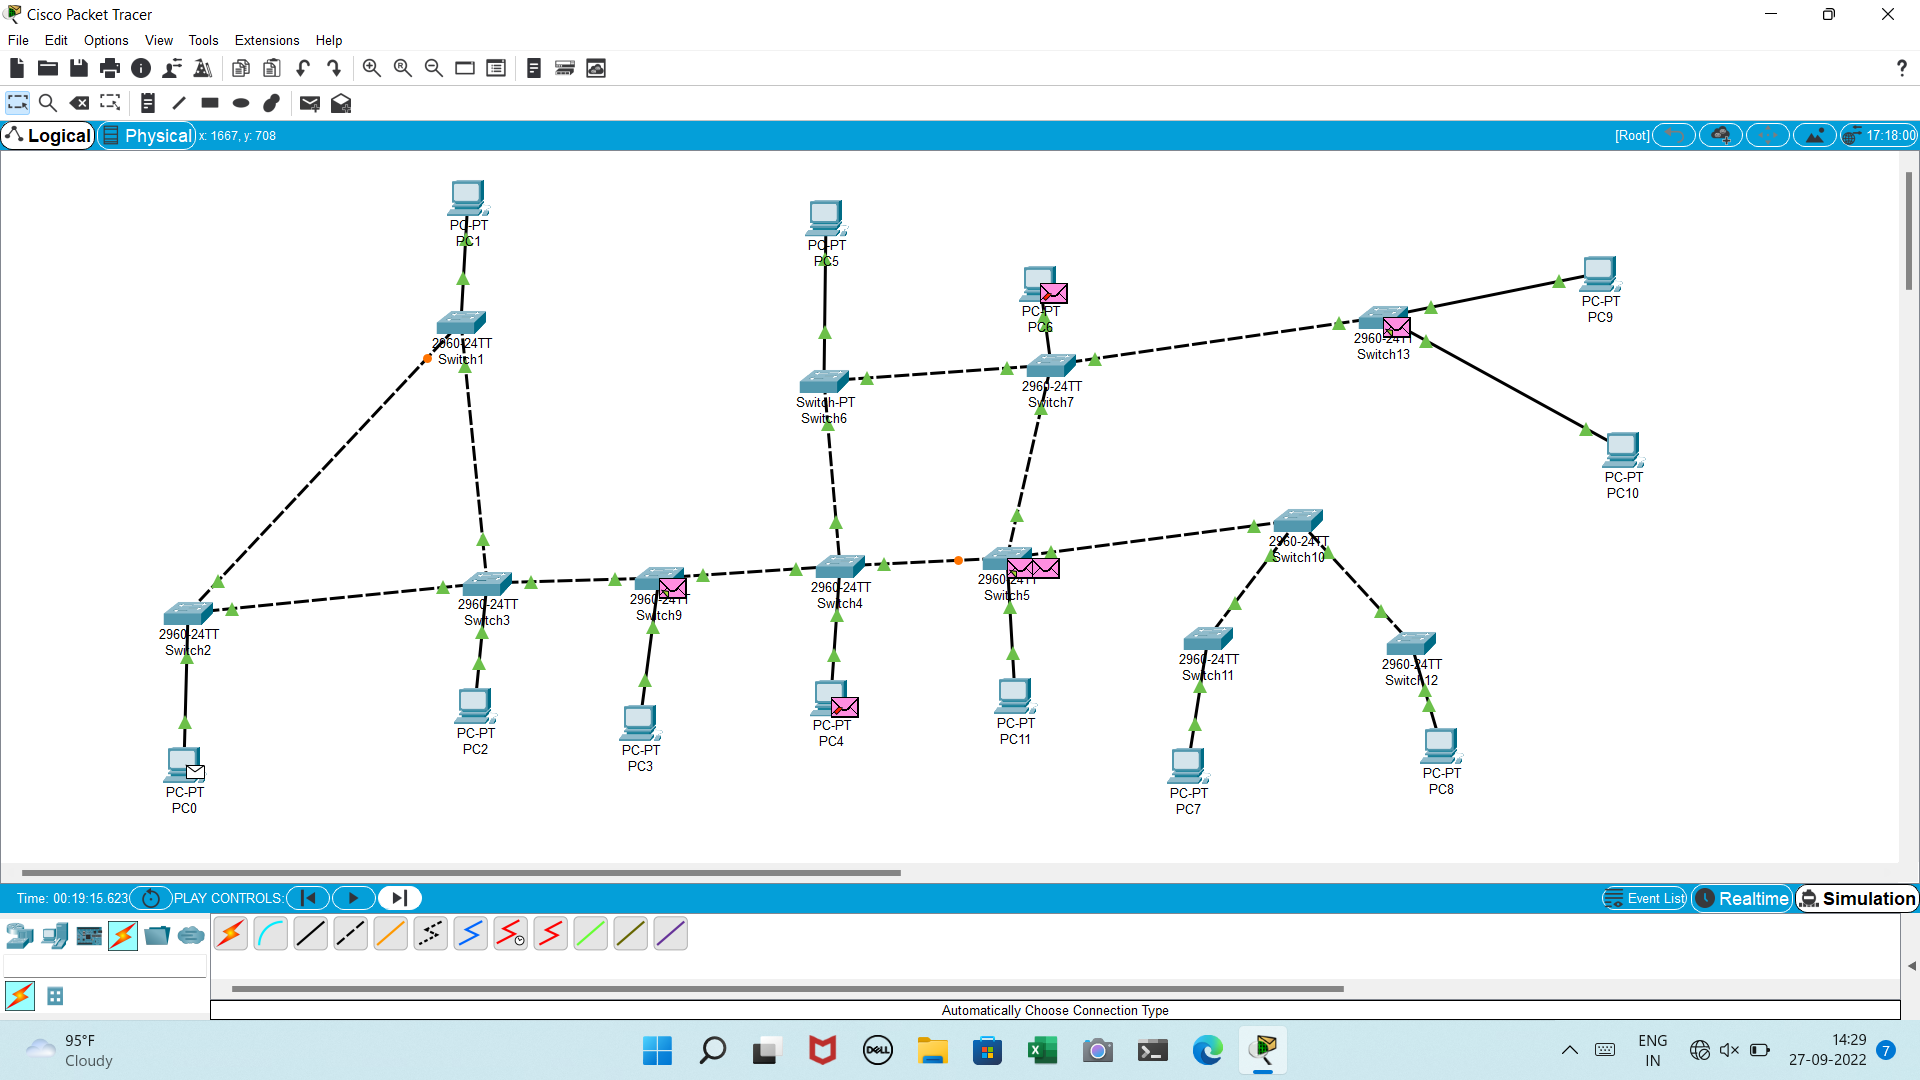 Cisco Packet Tracer
File Edit Options View Tools Extensions Help
Logical Physical x: 1667, y: 708 [Root] 17:18:00
PC-PT
PC1
PC-PT
PC5
PC-PT
PC6
PC-PT
PC9
2960-24TT
Switch1
2960-24TT
Switch13
Switch-PT
Switch6
2960-24TT
Switch7
PC-PT
PC10
2960-24TT
Switch10
2960-24TT
Switch2
2960-24TT
Switch3
2960-24TT
Switch9
2960-24TT
Switch4
2960-24TT
Switch5
2960-24TT
Switch11
2960-24TT
Switch12
PC-PT
PC0
PC-PT
PC2
PC-PT
PC3
PC-PT
PC4
PC-PT
PC11
PC-PT
PC7
PC-PT
PC8
Time: 00:19:15.623 PLAY CONTROLS: Event List Realtime Simulation
Automatically Choose Connection Type
95°F
Cloudy
DELL
ENG
IN
14:29
27-09-2022
7